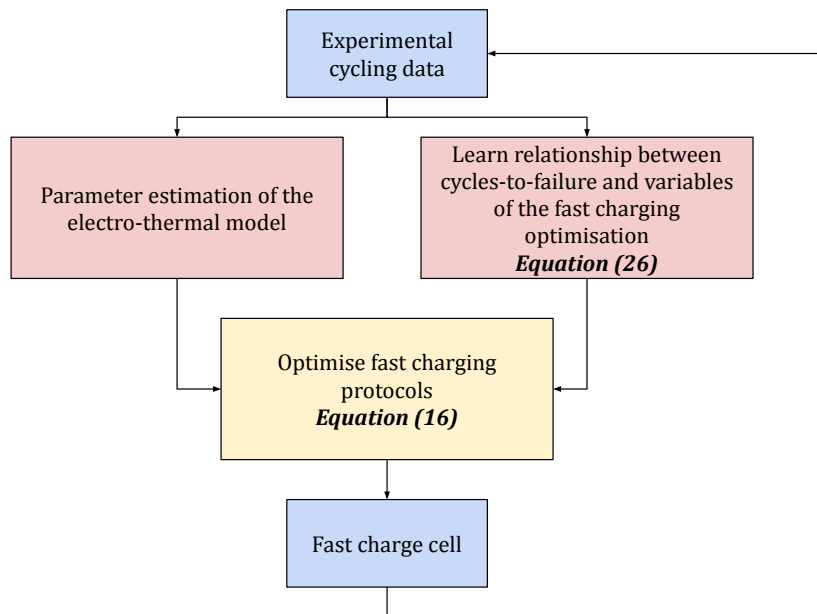 Experimental
cycling data
Parameter estimation of the
electro-thermal model
Learn relationship between
cycles-to-failure and variables
of the fast charging
optimisation
Equation (26)
Optimise fast charging
protocols
Equation (16)
Fast charge cell